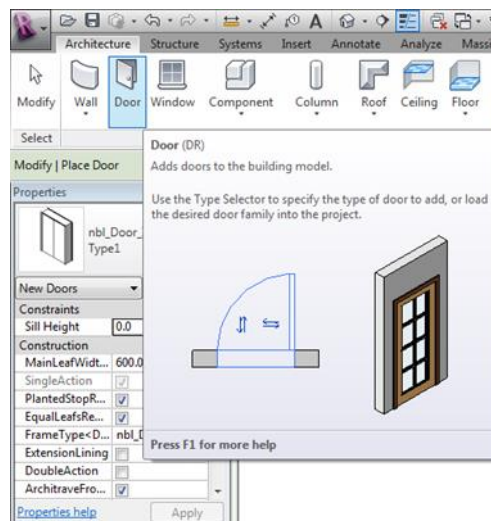 Architecture Structure Systems Insert Annotate Analyze Massi
Modify Wall Door Window Component Column Roof Ceiling Floor
Select
Modify | Place Door
Door (DR)
Adds doors to the building model.
Use the Type Selector to specify the type of door to add, or load
the desired door family into the project.
Press F1 for more help
Properties
nbl_Door_
Type1
New Doors
Constraints
Sill Height 0.0
Construction
MainLeafWidt... 600.0
SingleAction
PlantedStopR...
EqualLeafsRe...
FrameType<D... nbl_D
ExtensionLining
DoubleAction
ArchitraveFro...
Properties help Apply